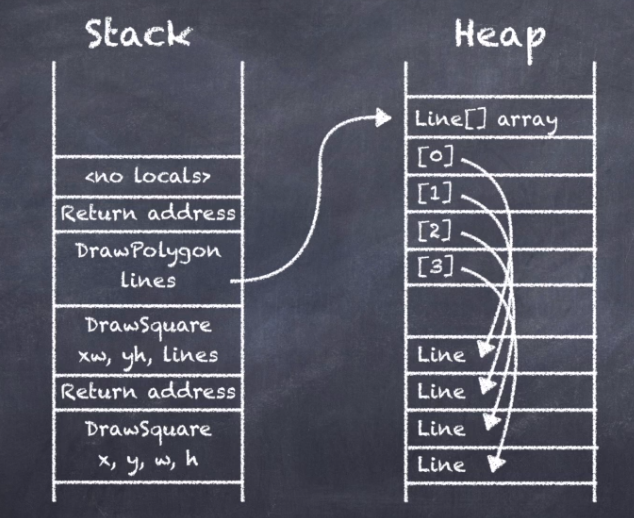 Stack
<no locals>
Return address
DrawPolygon
lines
DrawSquare
xw, yh, lines
Return address
DrawSquare
x, y, w, h
Heap
Line[] array
[0]
[1]
[2]
[3]
Line
Line
Line
Line